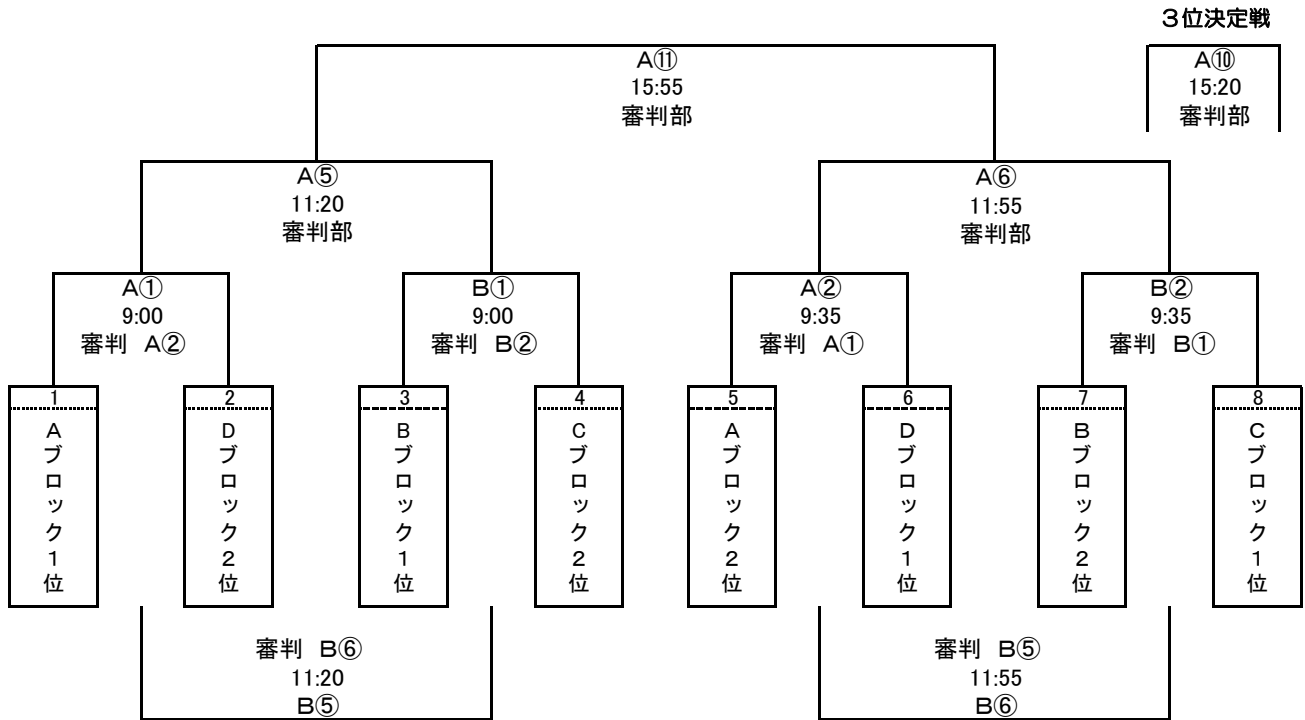 3位決定戦
A⑪
15:55
審判部
A⑩
15:20
審判部
A⑤
11:20
審判部
A⑥
11:55
審判部
A①
9:00
審判 A②
B①
9:00
審判 B②
A②
9:35
審判 A①
B②
9:35
審判 B①
1
Aブロック1位
2
Dブロック2位
3
Bブロック1位
4
Cブロック2位
5
Aブロック2位
6
Dブロック1位
7
Bブロック2位
8
Cブロック1位
審判 B⑥
11:20
B⑤
審判 B⑤
11:55
B⑥